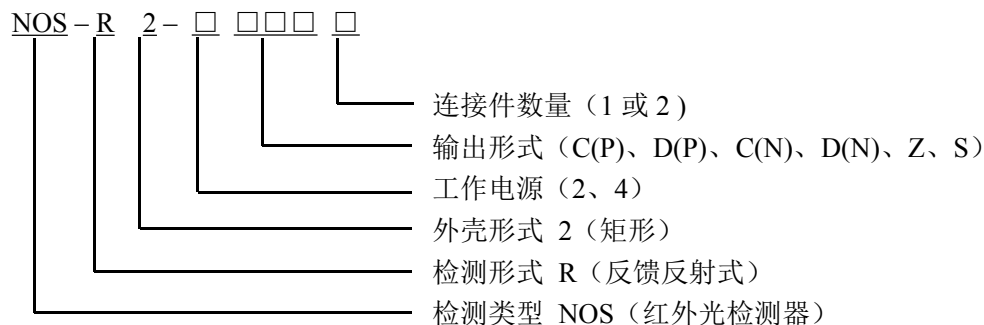 NOS – R 2 – □ □□□ □
连接件数量（1 或 2 )
输出形式（C(P)、D(P)、C(N)、D(N)、Z、S）
工作电源（2、4）
外壳形式 2（矩形）
检测形式 R（反馈反射式）
检测类型 NOS（红外光检测器）